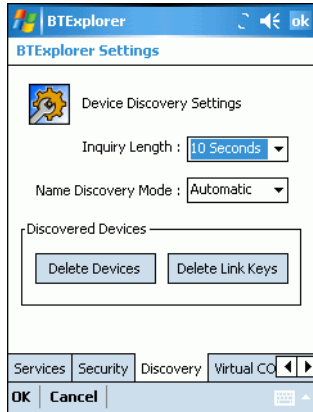 BTExplorer ok
BTExplorer Settings
Device Discovery Settings
Inquiry Length : 10 Seconds
Name Discovery Mode : Automatic
Discovered Devices
Delete Devices Delete Link Keys
Services Security Discovery Virtual CO
OK Cancel